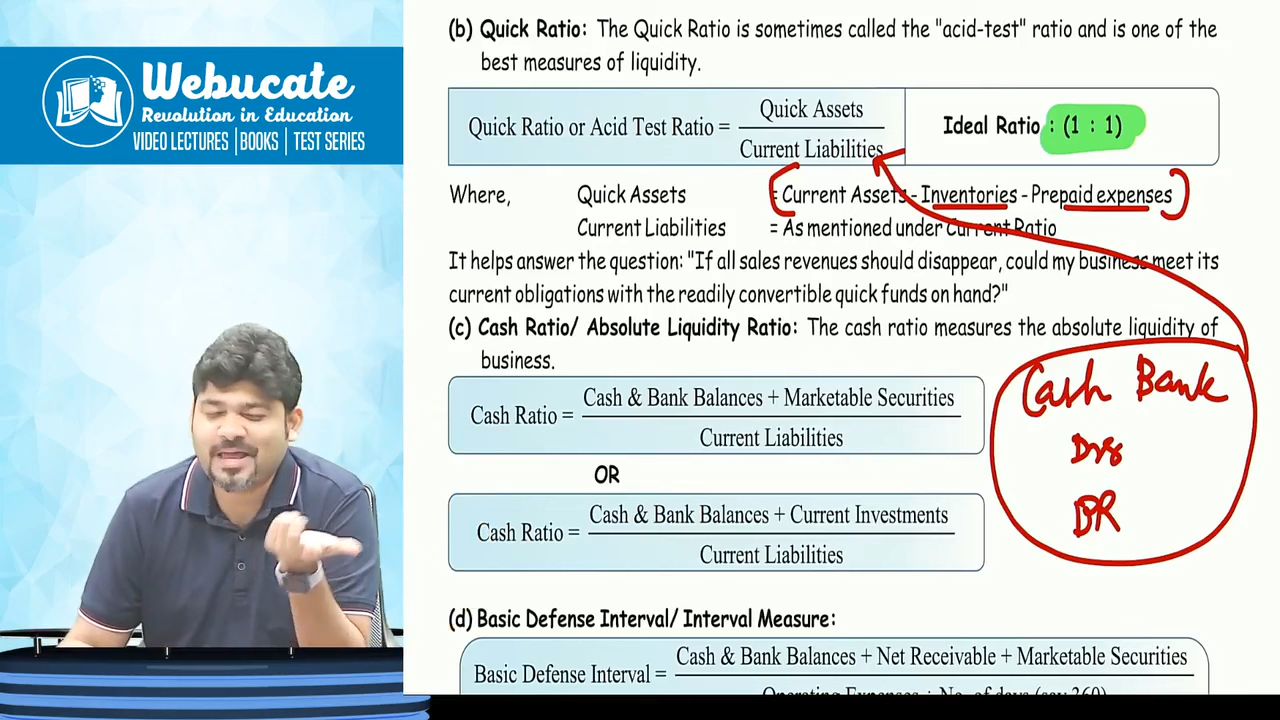 Webucate
Revolution in Education
VIDEO LECTURES | BOOKS | TEST SERIES
(b) Quick Ratio: The Quick Ratio is sometimes called the "acid-test" ratio and is one of the
best measures of liquidity.
Quick Ratio or Acid Test Ratio = Quick Assets
Current Liabilities
Ideal Ratio : (1 : 1)
Where, Quick Assets = Current Assets - Inventories - Prepaid expenses
Current Liabilities = As mentioned under Current Ratio
It helps answer the question: "If all sales revenues should disappear, could my business meet its
current obligations with the readily convertible quick funds on hand?"
(c) Cash Ratio/ Absolute Liquidity Ratio: The cash ratio measures the absolute liquidity of
business.
Cash Ratio = Cash & Bank Balances + Marketable Securities
Current Liabilities
OR
Cash Ratio = Cash & Bank Balances + Current Investments
Current Liabilities
Cash Bank
Drs
BR
(d) Basic Defense Interval/ Interval Measure:
Basic Defense Interval = Cash & Bank Balances + Net Receivable + Marketable Securities
Operating Expenses ÷ No. of days (say 360)